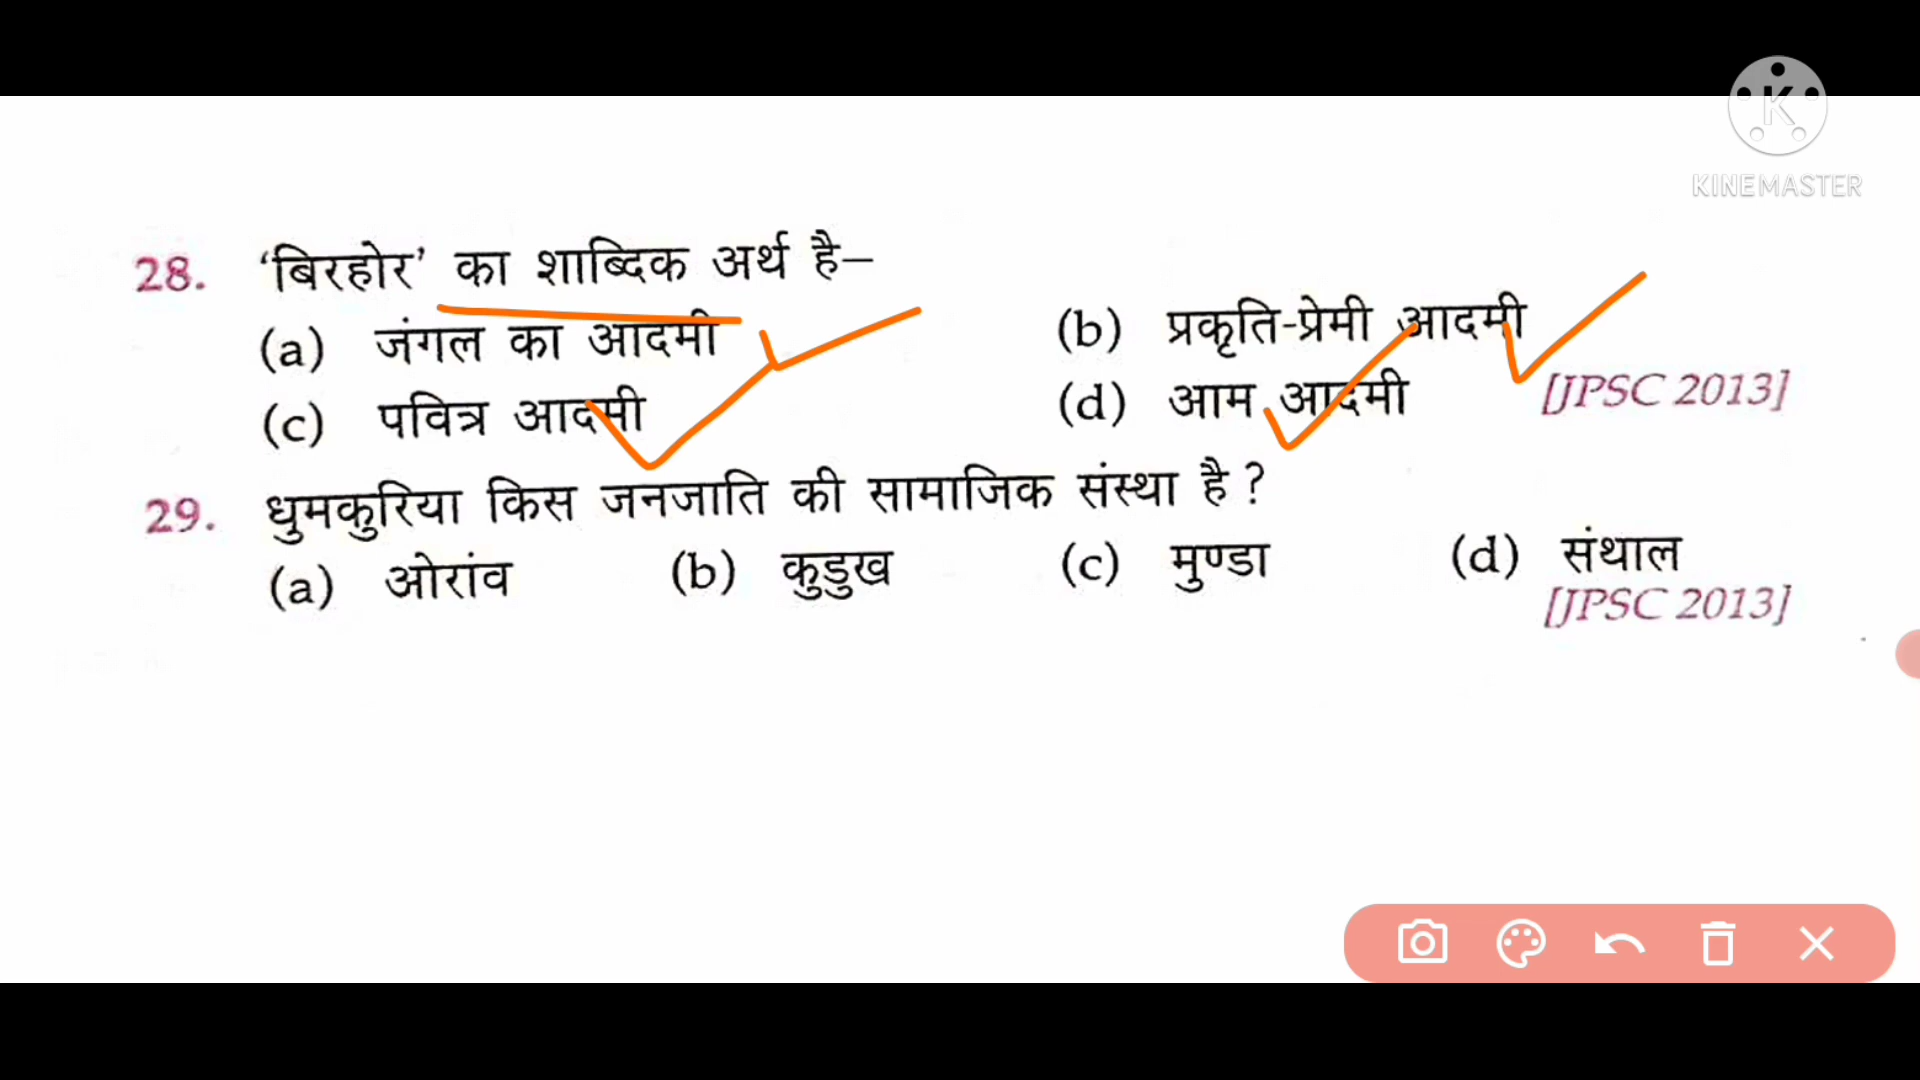 K
KINEMASTER
28. ‘बिरहोर’ का शाब्दिक अर्थ है–
(a) जंगल का आदमी (b) प्रकृति-प्रेमी आदमी
(c) पवित्र आदमी (d) आम आदमी [JPSC 2013]
29. धुमकुरिया किस जनजाति की सामाजिक संस्था है ?
(a) ओरांव (b) कुडुख (c) मुण्डा (d) संथाल
[JPSC 2013]